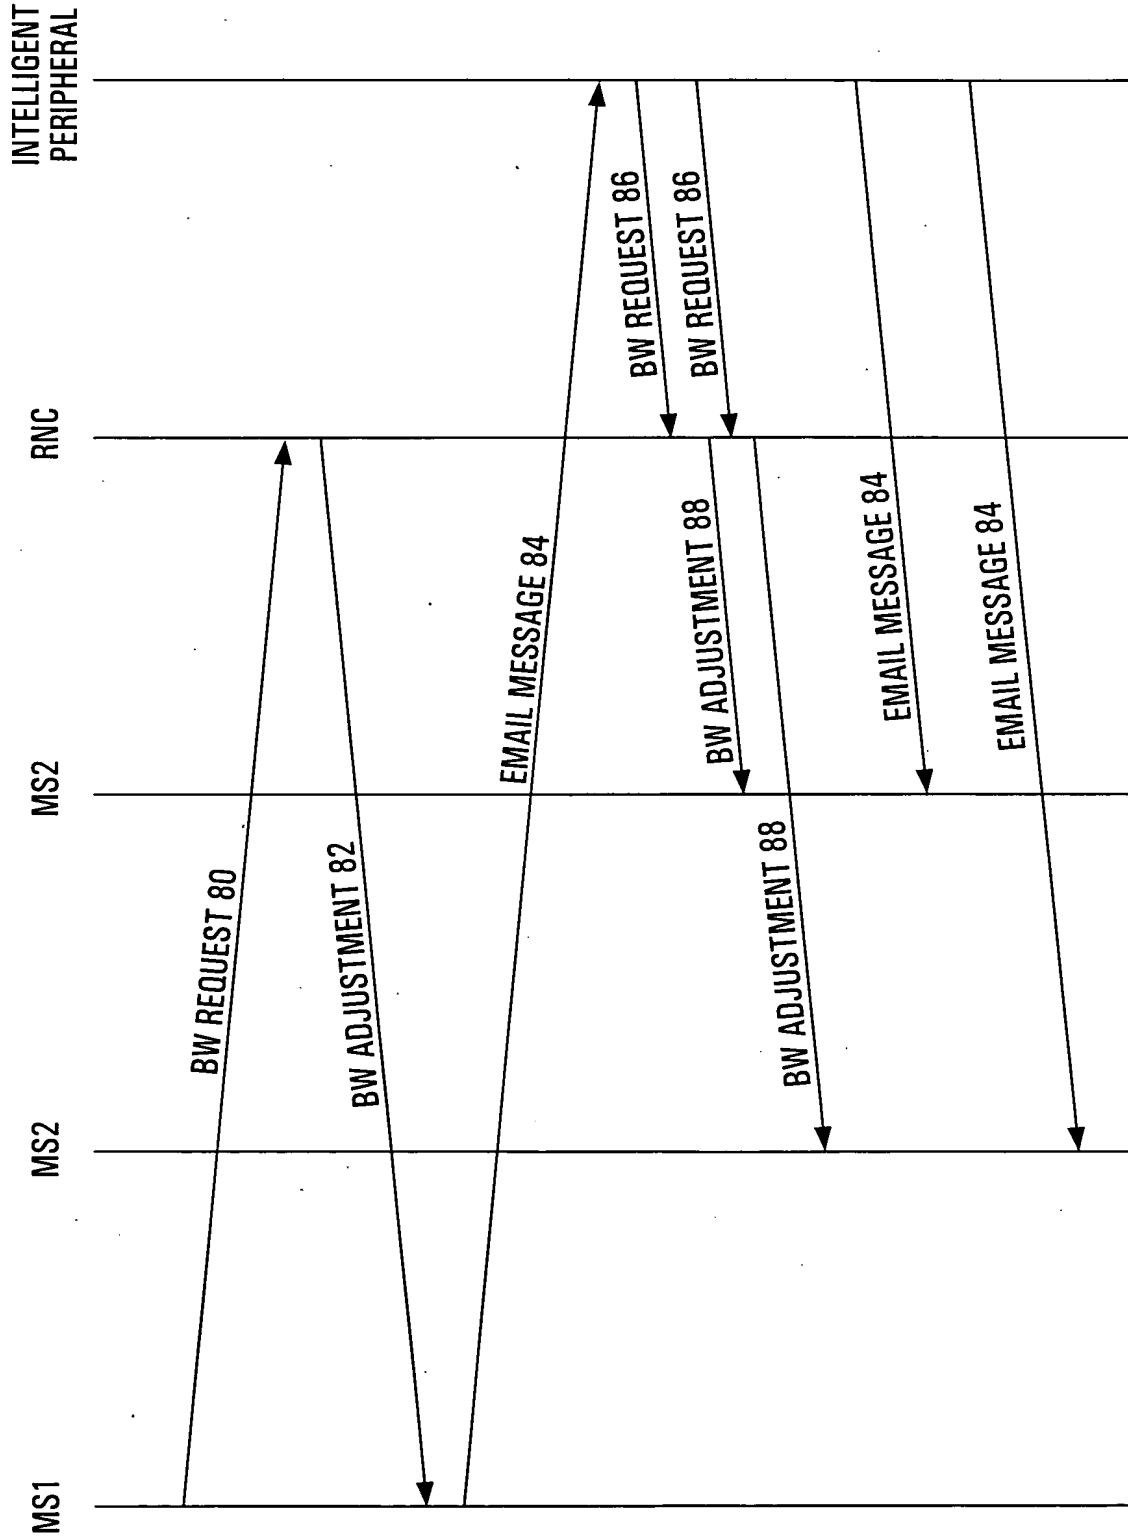 MS1
MS2
MS2
RNC
INTELLIGENT
PERIPHERAL
BW REQUEST 80
BW ADJUSTMENT 82
EMAIL MESSAGE 84
BW REQUEST 86
BW REQUEST 86
BW ADJUSTMENT 88
BW ADJUSTMENT 88
EMAIL MESSAGE 84
EMAIL MESSAGE 84